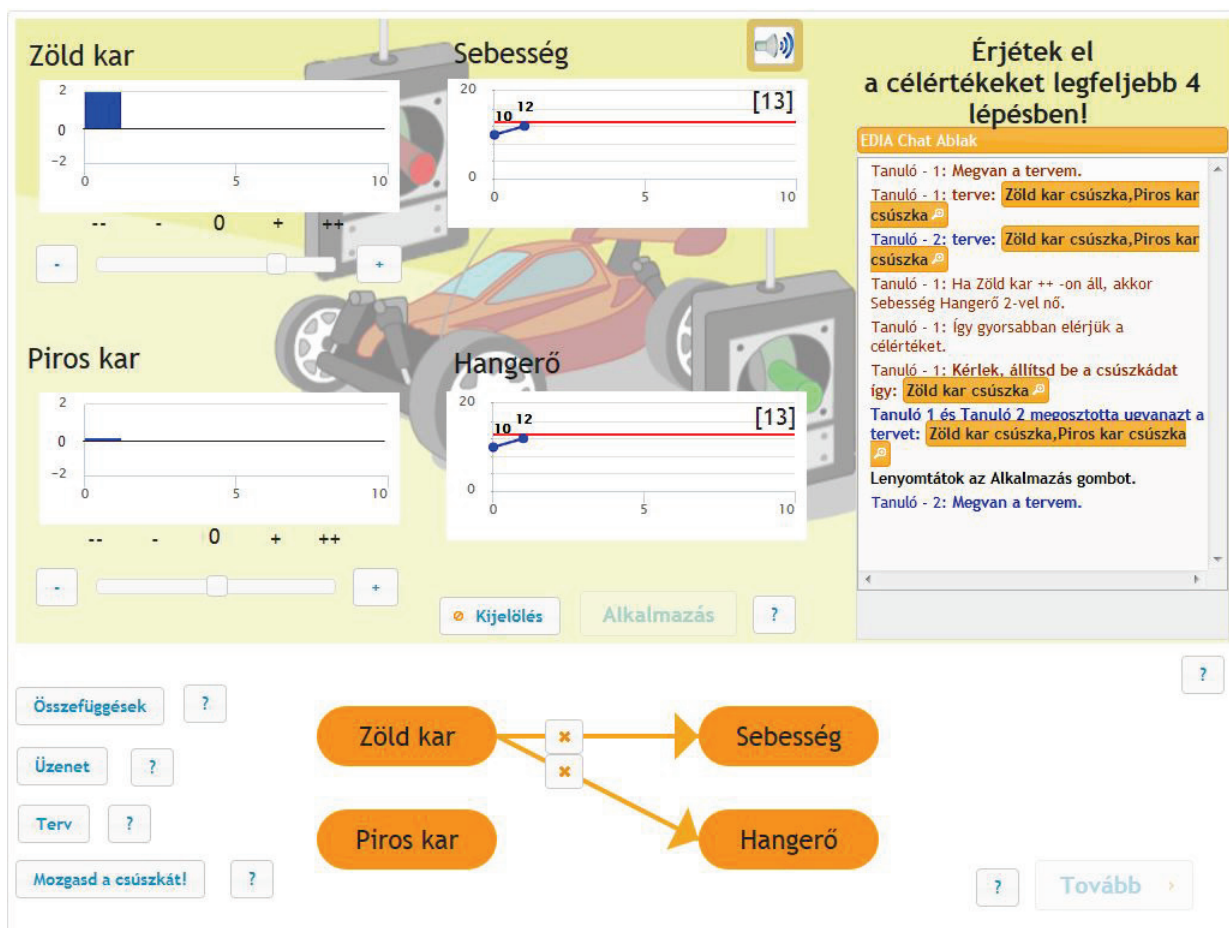 Zöld kar
2
0
−2
0 5 10
-- - 0 + ++
- +
Piros kar
2
0
−2
0 5 10
-- - 0 + ++
- +
Sebesség
20
10 12
[13]
0
0 5 10
Hangerő
20
10 12
[13]
0
0 5 10
Kijelölés
Alkalmazás
?
Érjétek el
a célértékeket legfeljebb 4
lépésben!
EDIA Chat Ablak
Tanuló - 1: Megvan a tervem.
Tanuló - 1: terve: Zöld kar csúszka,Piros kar
csúszka
Tanuló - 2: terve: Zöld kar csúszka,Piros kar
csúszka
Tanuló - 1: Ha Zöld kar ++ -on áll, akkor
Sebesség Hangerő 2-vel nő.
Tanuló - 1: Így gyorsabban elérjük a
célértéket.
Tanuló - 1: Kérlek, állítsd be a csúszkádat
így: Zöld kar csúszka
Tanuló 1 és Tanuló 2 megosztotta ugyanazt a
tervet: Zöld kar csúszka,Piros kar csúszka
Lenyomtátok az Alkalmazás gombot.
Tanuló - 2: Megvan a tervem.
?
Összefüggések
?
Üzenet
?
Terv
?
Mozgasd a csúszkát!
?
Zöld kar
Sebesség
Piros kar
Hangerő
?
Tovább